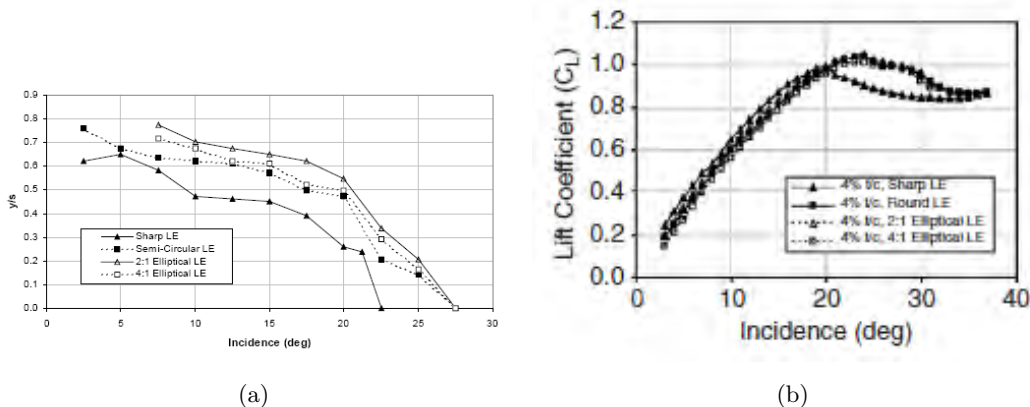 0.9
0.8
0.7
0.6
0.5
0.4
0.3
0.2
0.1
0.0
y/s
Sharp LE
Semi-Circular LE
2:1 Elliptical LE
4:1 Elliptical LE
0 5 10 15 20 25 30
Incidence (deg)
(a)
1.2
1.0
0.8
0.6
0.4
0.2
0.0
Lift Coefficient (CL)
4% t/c, Sharp LE
4% t/c, Round LE
4% t/c, 2:1 Elliptical LE
4% t/c, 4:1 Elliptical LE
0 10 20 30 40
Incidence (deg)
(b)